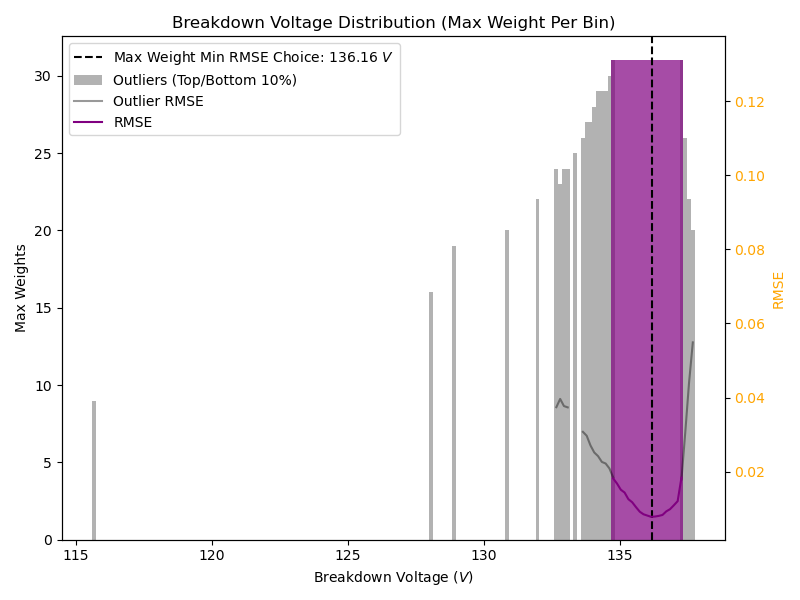 Breakdown Voltage Distribution (Max Weight Per Bin)
Max Weight Min RMSE Choice: 136.16 V
Outliers (Top/Bottom 10%)
Outlier RMSE
RMSE
30
25
20
15
10
5
0
Max Weights
0.12
0.10
0.08
0.06
0.04
0.02
RMSE
115
120
125
130
135
Breakdown Voltage (V)